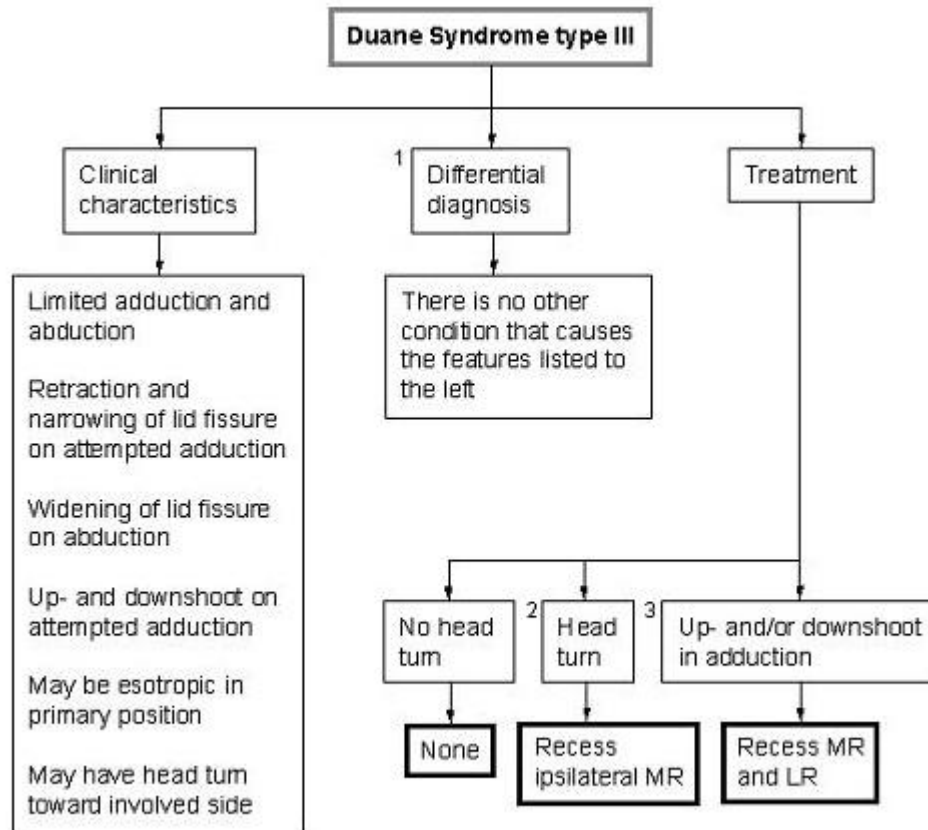 Duane Syndrome type III
Clinical
characteristics
1
Differential
diagnosis
Treatment
Limited adduction and
abduction
Retraction and
narrowing of lid fissure
on attempted adduction
Widening of lid fissure
on abduction
Up- and downshoot on
attempted adduction
May be esotropic in
primary position
May have head turn
toward involved side
There is no other
condition that causes
the features listed to
the left
No head
turn
2
Head
turn
3
Up- and/or downshoot
in adduction
None
Recess
ipsilateral MR
Recess MR
and LR